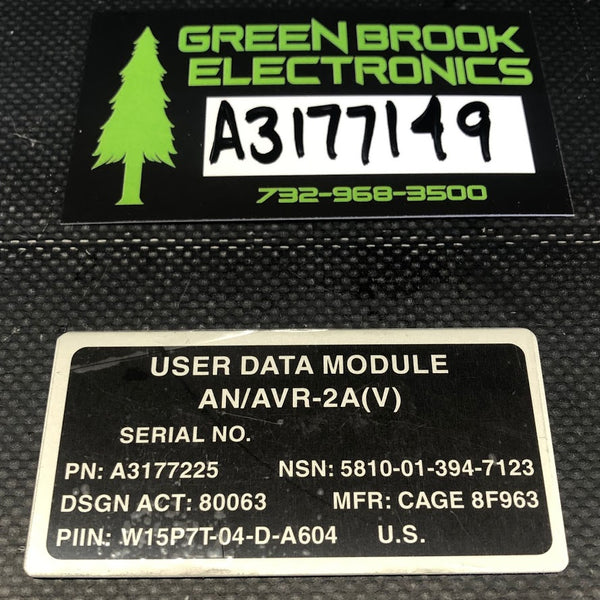 GREEN BROOK
ELECTRONICS
A3177149
732-968-3500
USER DATA MODULE
AN/AVR-2A(V)
SERIAL NO.
PN: A3177225 NSN: 5810-01-394-7123
DSGN ACT: 80063 MFR: CAGE 8F963
PIIN: W15P7T-04-D-A604 U.S.